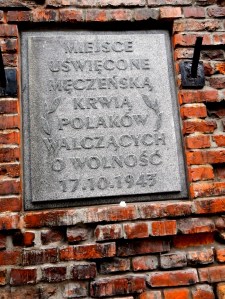 MIEJSCE
UŚWIĘCONE
MĘCZEŃSKĄ
KRWIĄ
POLAKÓW
WALCZĄCYCH
O WOLNOŚĆ
17.10.1943